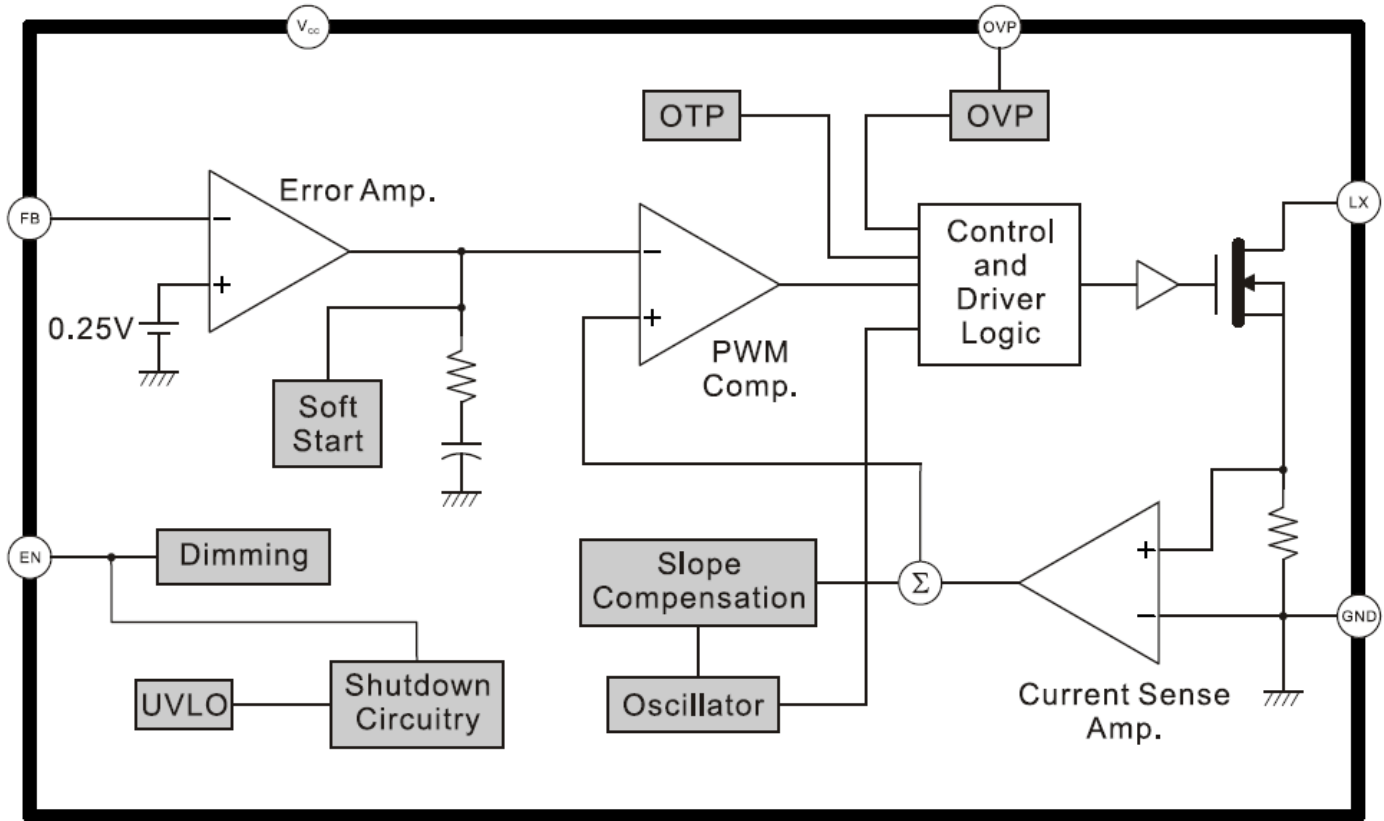 Vcc
OVP
OTP
OVP
Error Amp.
FB
−
+
0.25V
Soft
Start
−
+
PWM
Comp.
Control
and
Driver
Logic
LX
EN
Dimming
UVLO
Shutdown
Circuitry
Slope
Compensation
Oscillator
Σ
+
−
Current Sense
Amp.
GND